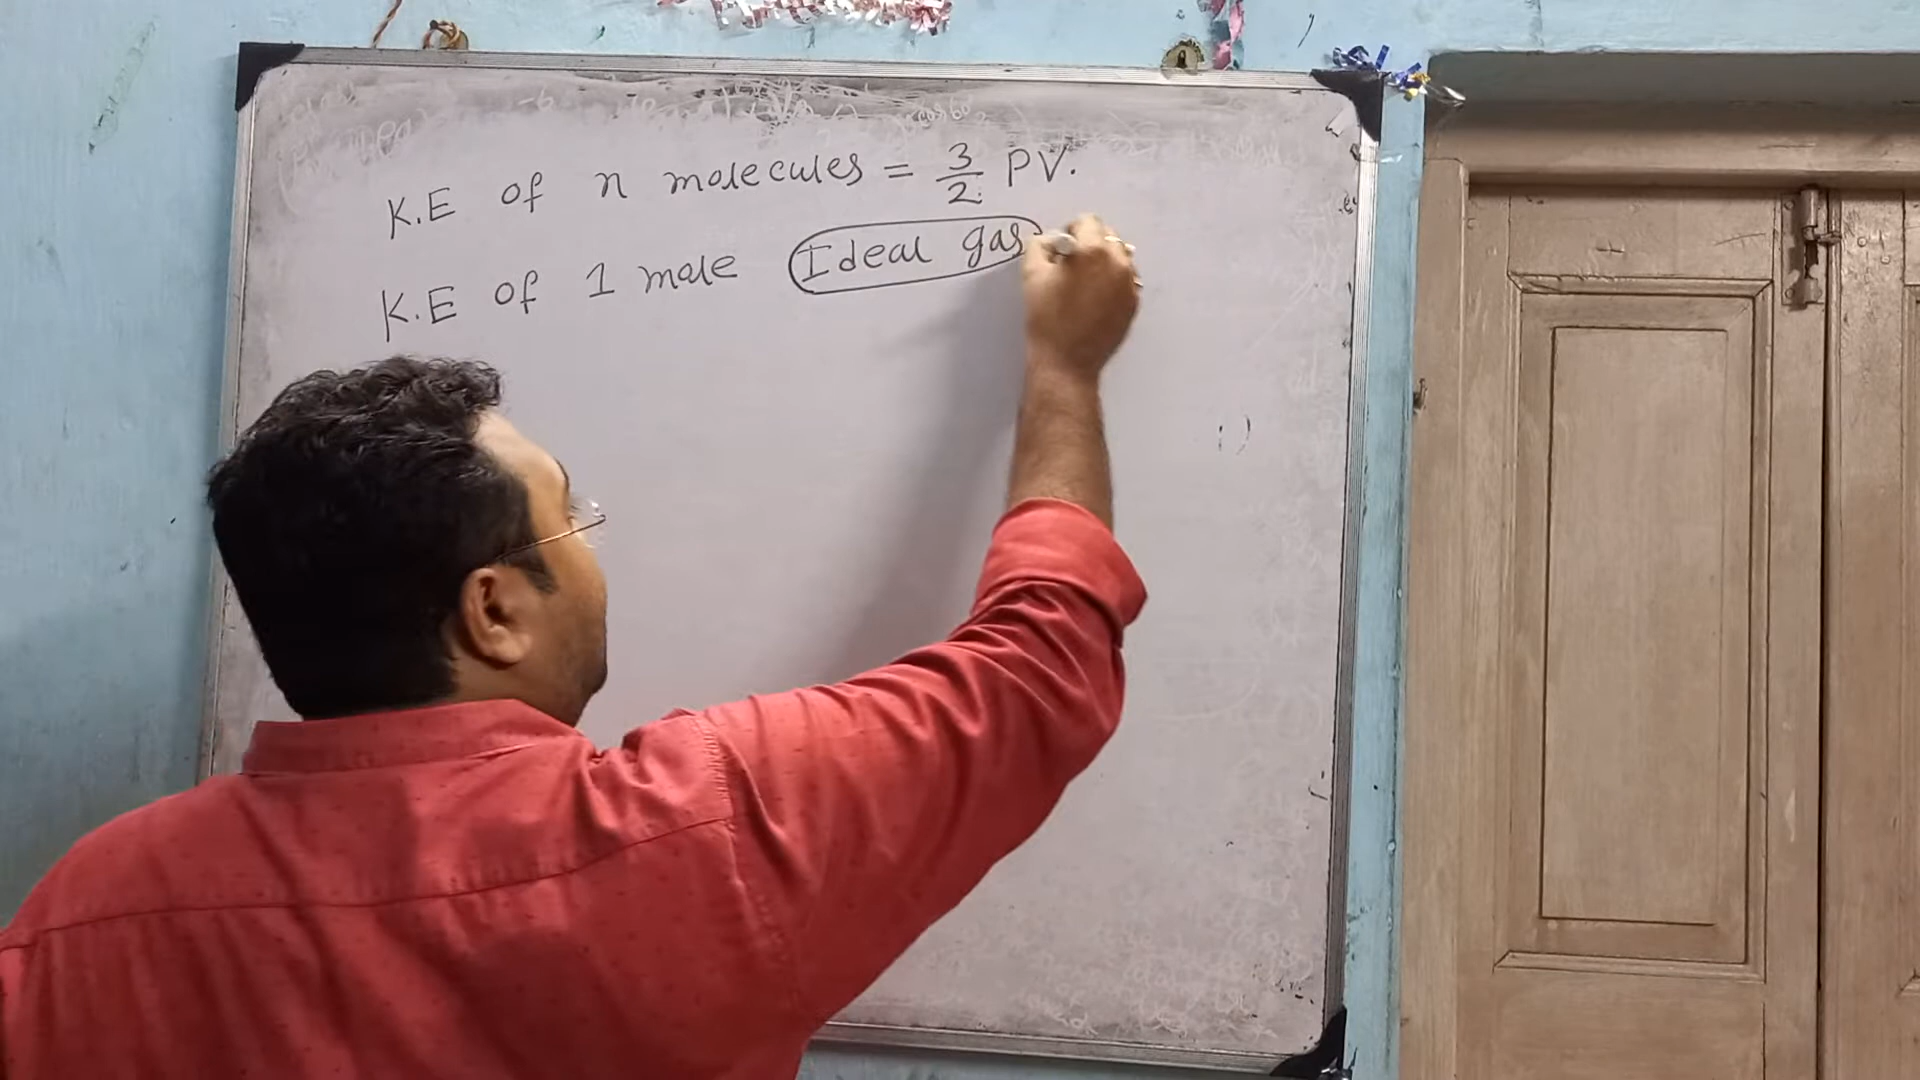 K.E of n molecules = 3/2 PV.
K.E of 1 mole Ideal gas
i)